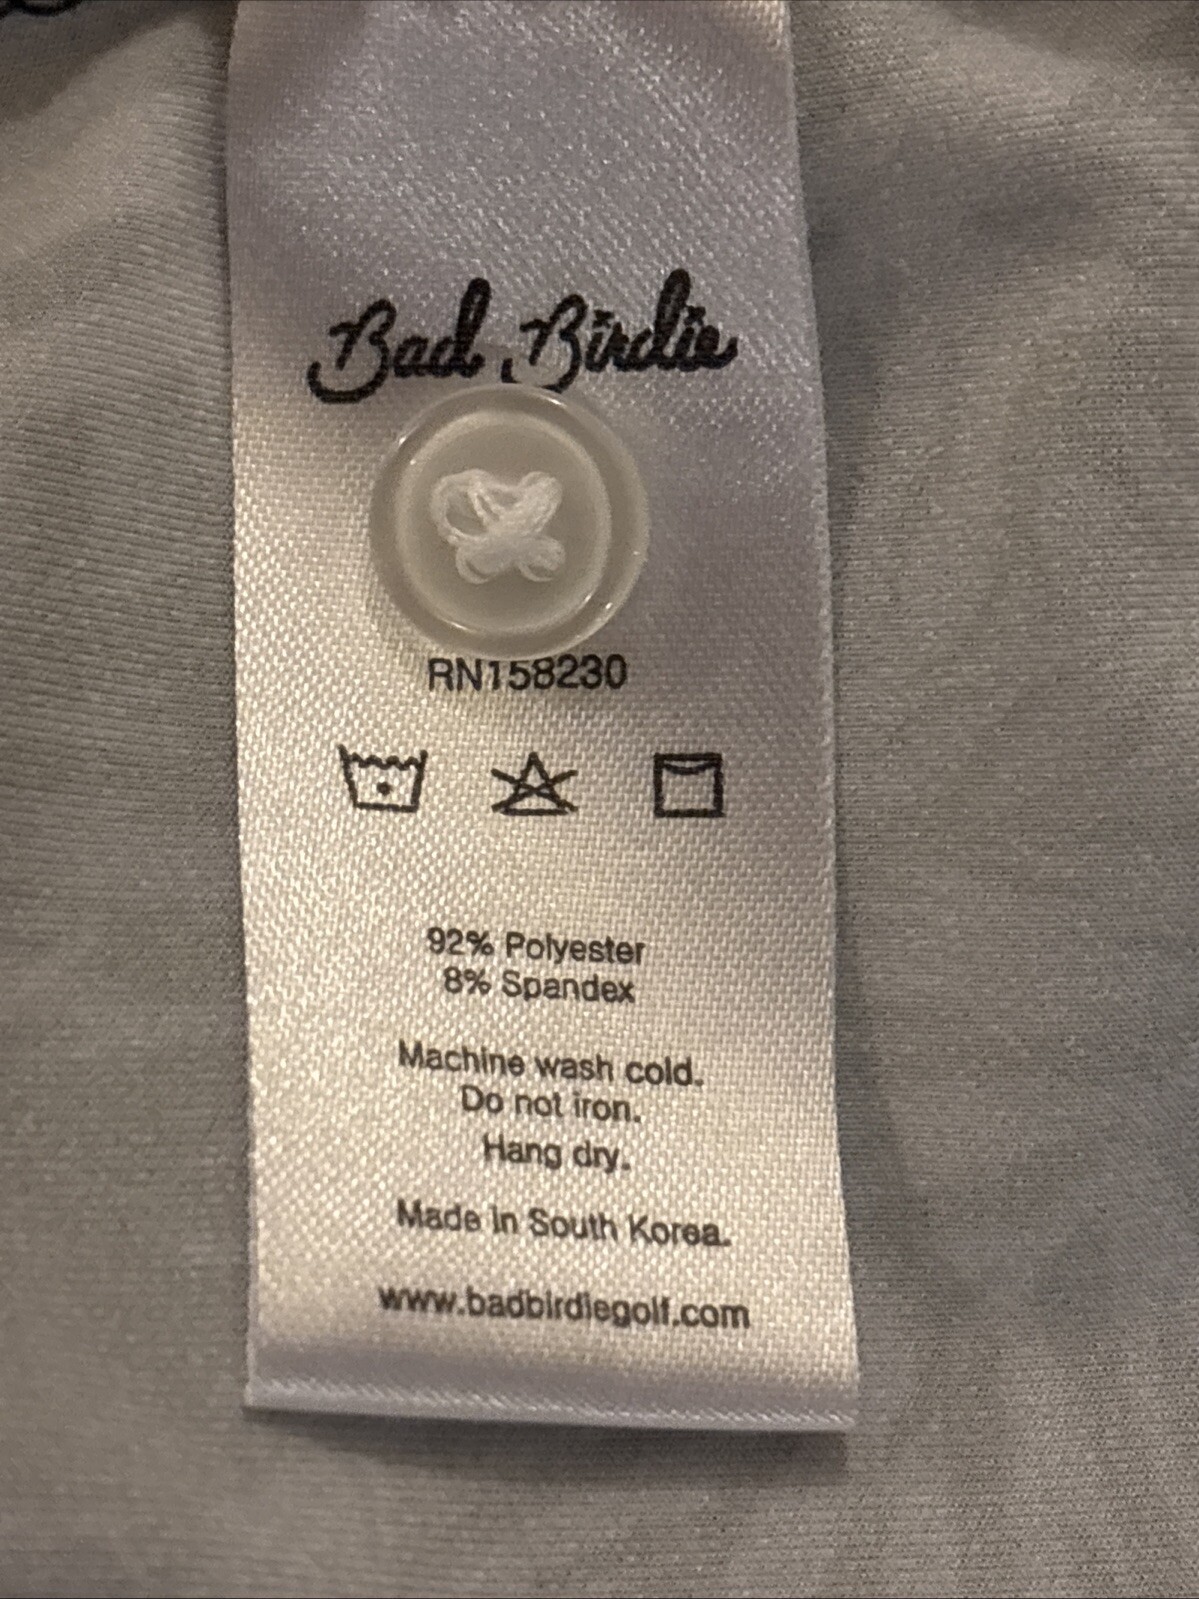 Bad Birdie
RN158230
92% Polyester
8% Spandex
Machine wash cold.
Do not iron.
Hang dry.
Made in South Korea.
www.badbirdiegolf.com